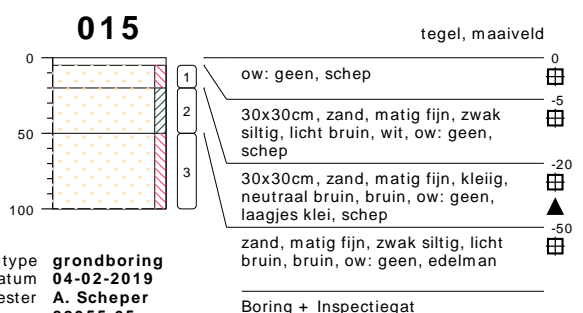 015
tegel, maaiveld
0
0
ow: geen, schep
1
-5
30x30cm, zand, matig fijn, zwak
siltig, licht bruin, wit, ow: geen,
schep
2
50
-20
30x30cm, zand, matig fijn, kleiig,
neutraal bruin, bruin, ow: geen,
laagjes klei, schep
3
100
-50
zand, matig fijn, zwak siltig, licht
bruin, bruin, ow: geen, edelman
type grondboring
atum 04-02-2019
ester A. Scheper
Boring + Inspectiegat